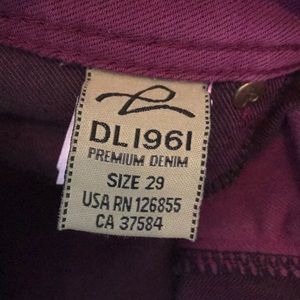 DL1961
PREMIUM DENIM
SIZE 29
USA RN 126855
CA 37584